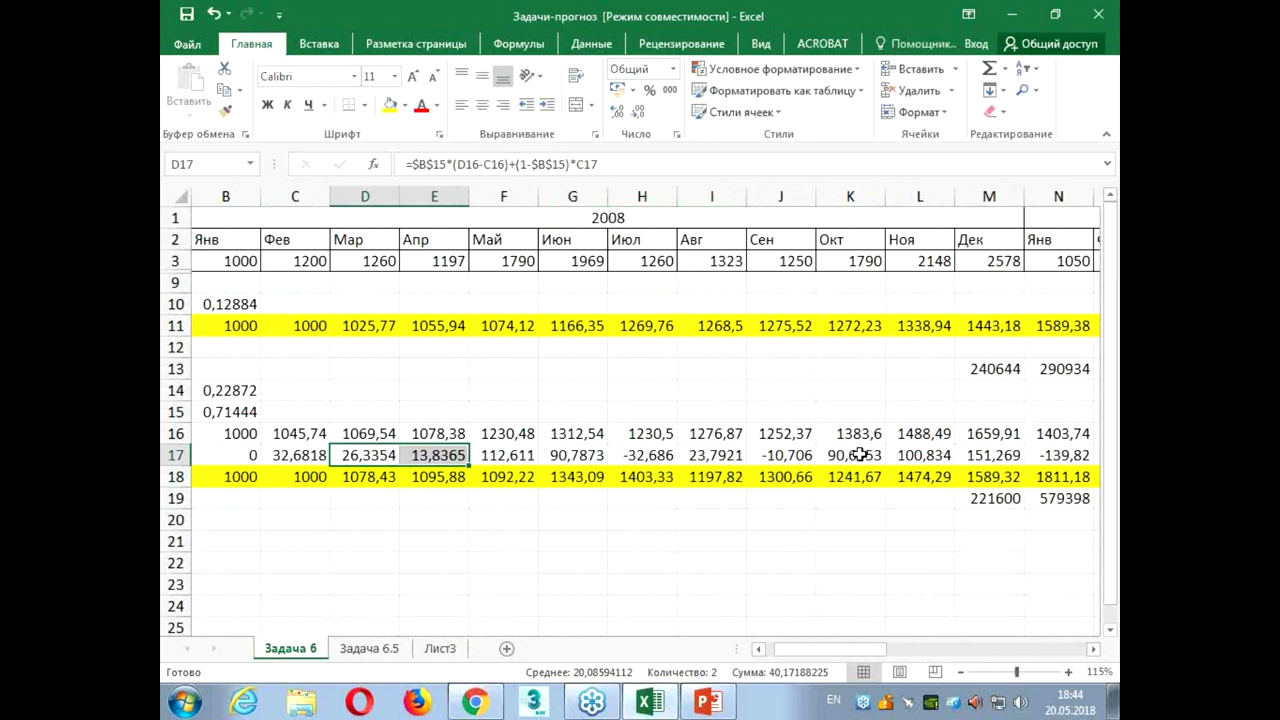 Задачи-прогноз [Режим совместимости] - Excel
Файл Главная Вставка Разметка страницы Формулы Данные Рецензирование Вид ACROBAT Помощник.. Вход Общий доступ
Вставить Calibri 11 Общий Условное форматирование Вставить
Форматировать как таблицу Удалить
Ж К Ч % 000 Стили ячеек Формат
Буфер обмена Шрифт Выравнивание Число Стили Ячейки Редактирование
D17 fx =$B$15*(D16-C16)+(1-$B$15)*C17
B C D E F G H I J K L M N
1 2008
2 Янв Фев Мар Апр Май Июн Июл Авг Сен Окт Ноя Дек Янв
3 1000 1200 1260 1197 1790 1969 1260 1323 1250 1790 2148 2578 1050
9
10 0,12884
11 1000 1000 1025,77 1055,94 1074,12 1166,35 1269,76 1268,5 1275,52 1272,23 1338,94 1443,18 1589,38
12
13 240644 290934
14 0,22872
15 0,71444
16 1000 1045,74 1069,54 1078,38 1230,48 1312,54 1230,5 1276,87 1252,37 1383,6 1488,49 1659,91 1403,74
17 0 32,6818 26,3354 13,8365 112,611 90,7873 -32,686 23,7921 -10,706 100,834 151,269 -139,82
18 1000 1000 1078,43 1095,88 1092,22 1343,09 1403,33 1197,82 1300,66 1241,67 1474,29 1589,32 1811,18
19 221600 579398
20
21
22
23
24
25
Задача 6 Задача 6.5 Лист3
Готово Среднее: 20,08594112 Количество: 2 Сумма: 40,17188225 115%
EN 18:44
20.05.2018